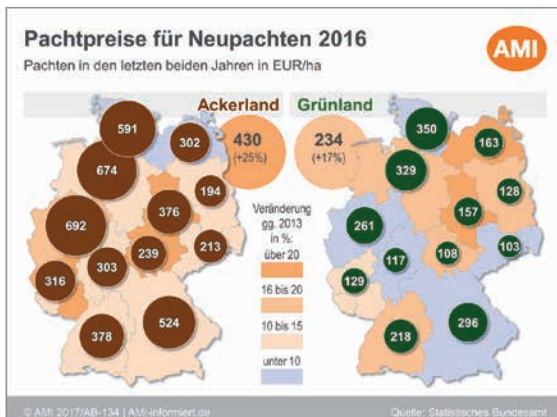 Pachtpreise für Neupachten 2016
Pachten in den letzten beiden Jahren in EUR/ha
AMI
Ackerland
Grünland
430
(+25%)
234
(+17%)
591
302
674
194
376
692
213
239
303
316
524
378
Veränderung
gg. 2013
in %:
über 20
16 bis 20
10 bis 15
unter 10
350
163
329
128
157
261
103
108
117
129
296
218
© AMI 2017/AB-134 | AMI-informiert.de
Quelle: Statistisches Bundesamt